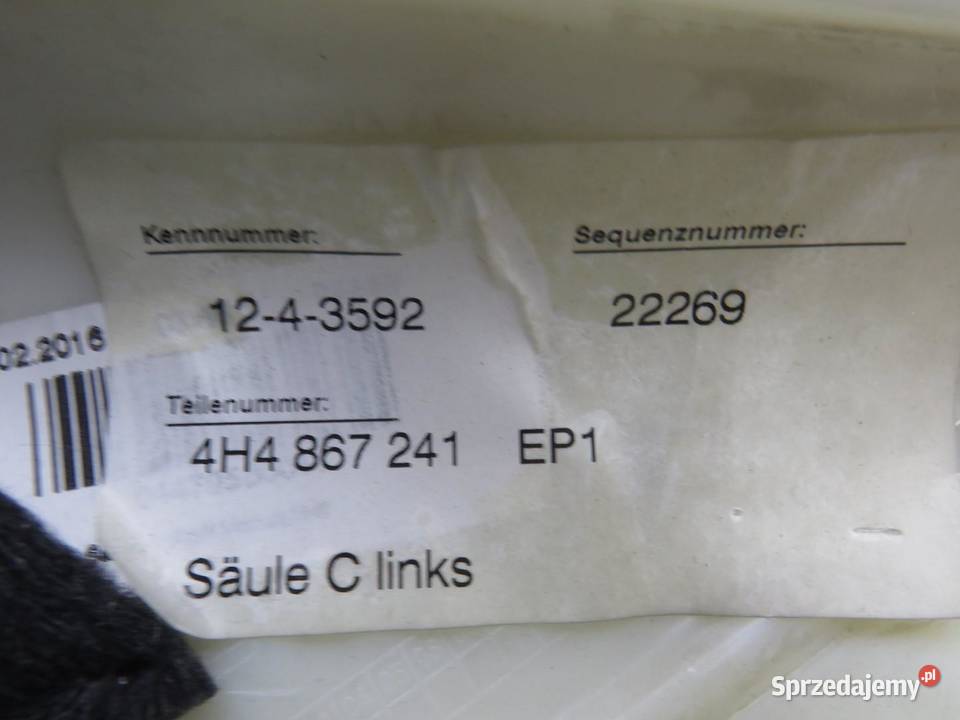 Kennnummer:
Sequenznummer:
12-4-3592
22269
02.2016
Teilenummer:
4H4 867 241 EP1
Säule C links
Sprzedajemy.pl